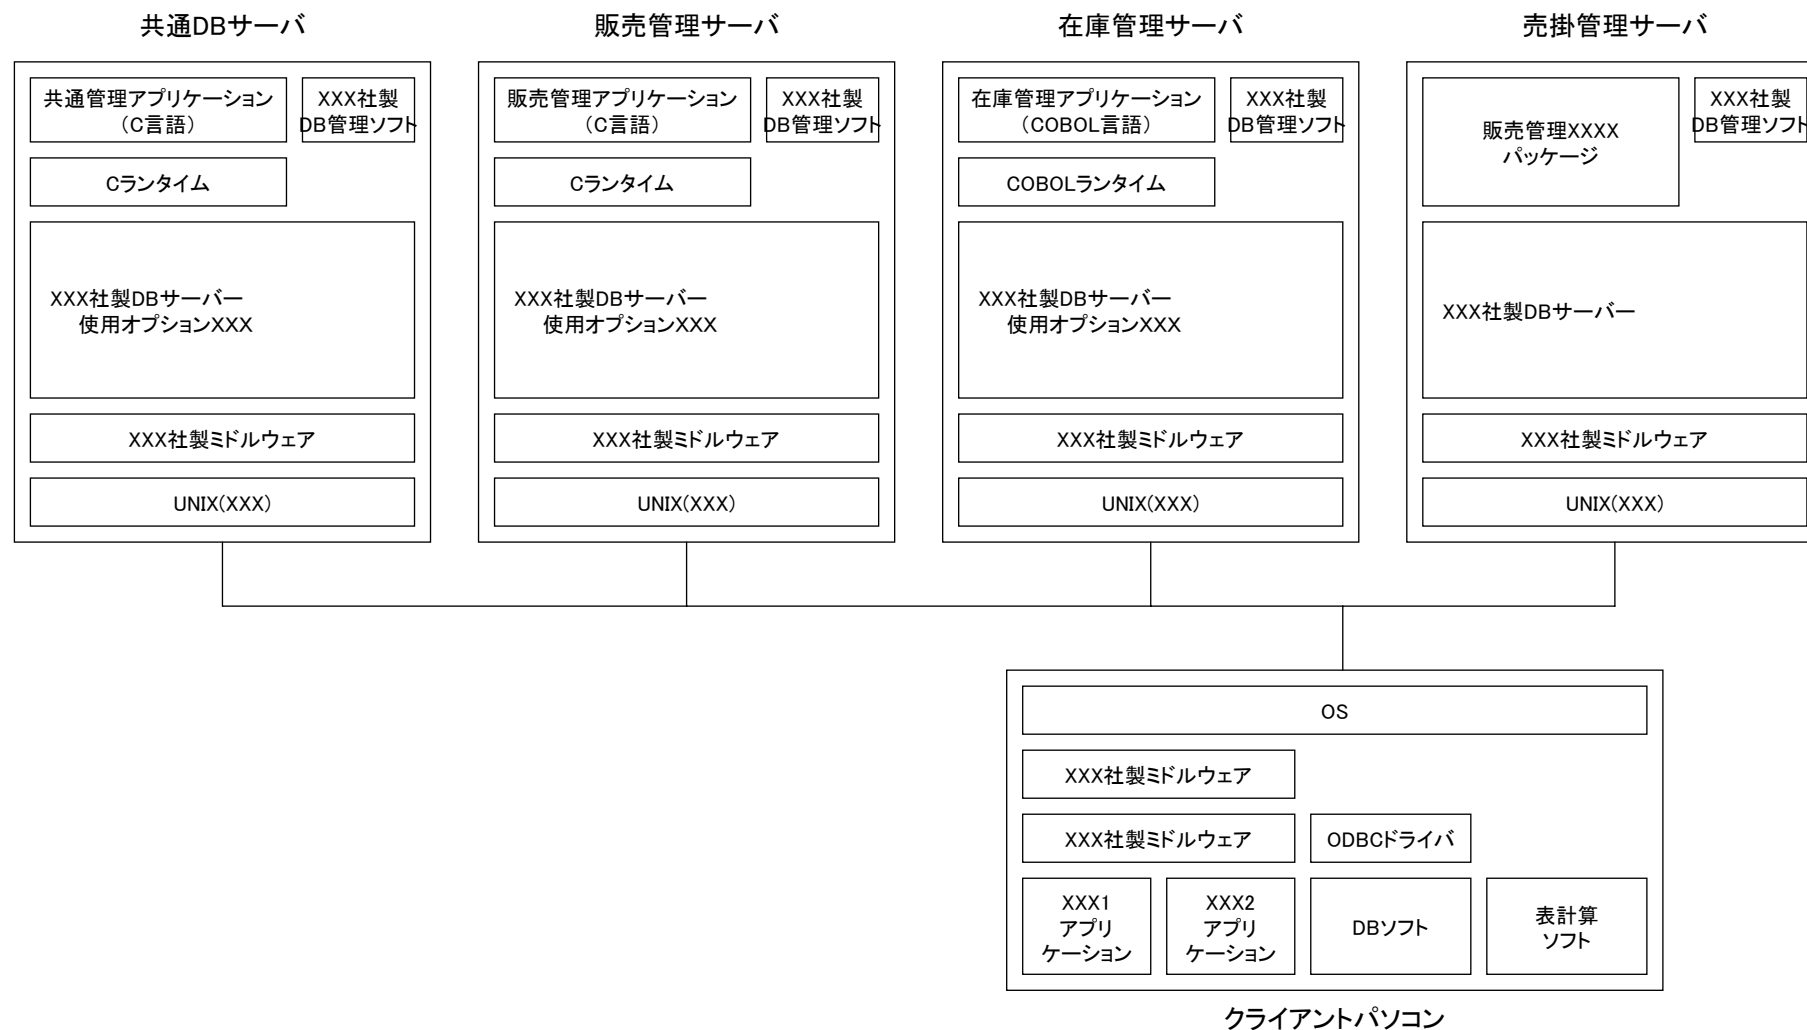 共通DBサーバ
販売管理サーバ
在庫管理サーバ
売掛管理サーバ
共通管理アプリケーション
（C言語）
XXX社製
DB管理ソフト
Cランタイム
XXX社製DBサーバー
使用オプションXXX
XXX社製ミドルウェア
UNIX(XXX)
販売管理アプリケーション
（C言語）
XXX社製
DB管理ソフト
Cランタイム
XXX社製DBサーバー
使用オプションXXX
XXX社製ミドルウェア
UNIX(XXX)
在庫管理アプリケーション
（COBOL言語）
XXX社製
DB管理ソフト
COBOLランタイム
XXX社製DBサーバー
使用オプションXXX
XXX社製ミドルウェア
UNIX(XXX)
販売管理XXXX
パッケージ
XXX社製
DB管理ソフト
XXX社製DBサーバー
XXX社製ミドルウェア
UNIX(XXX)
OS
XXX社製ミドルウェア
XXX社製ミドルウェア
ODBCドライバ
XXX1
アプリ
ケーション
XXX2
アプリ
ケーション
DBソフト
表計算
ソフト
クライアントパソコン